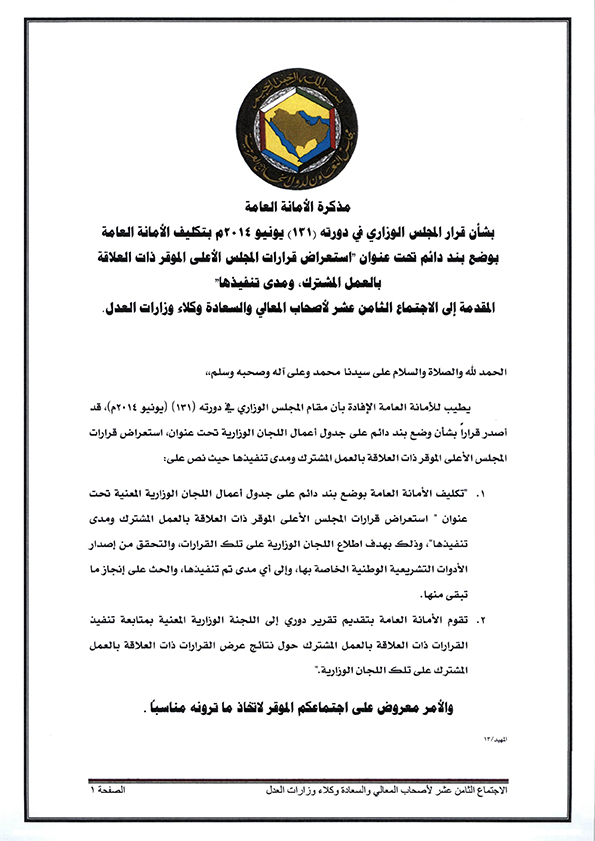 بسم الله الرحمن الرحيم
مجلس التعاون لدول الخليج العربية
مذكرة الأمانة العامة
بشأن قرار المجلس الوزاري في دورته (١٣١) يونيو ٢٠١٤م بتكليف الأمانة العامة
بوضع بند دائم تحت عنوان "استعراض قرارات المجلس الأعلى الموقر ذات العلاقة
بالعمل المشترك، ومدى تنفيذها"
المقدمة إلى الاجتماع الثامن عشر لأصحاب المعالي والسعادة وكلاء وزارات العدل.
الحمد لله والصلاة والسلام على سيدنا محمد وعلى آله وصحبه وسلم،،
يطيب للأمانة العامة الإفادة بأن مقام المجلس الوزاري في دورته (١٣١) (يونيو ٢٠١٤م)، قد
أصدر قراراً بشأن وضع بند دائم على جدول أعمال اللجان الوزارية تحت عنوان، استعراض قرارات
المجلس الأعلى الموقر ذات العلاقة بالعمل المشترك ومدى تنفيذها حيث نص على:
١. "تكليف الأمانة العامة بوضع بند دائم على جدول أعمال اللجان الوزارية المعنية تحت
عنوان " استعراض قرارات المجلس الأعلى الموقر ذات العلاقة بالعمل المشترك ومدى
تنفيذها"، وذلك بهدف اطلاع اللجان الوزارية على تلك القرارات، والتحقق من إصدار
الأدوات التشريعية الوطنية الخاصة بها، وإلى أي مدى تم تنفيذها، والحث على إنجاز ما
تبقى منها.
٢. تقوم الأمانة العامة بتقديم تقرير دوري إلى اللجنة الوزارية المعنية بمتابعة تنفيذ
القرارات ذات العلاقة بالعمل المشترك حول نتائج عرض القرارات ذات العلاقة بالعمل
المشترك على تلك اللجان الوزارية."
والأمر معروض على اجتماعكم الموقر لاتخاذ ما ترونه مناسباً .
المهيد/١٣
الاجتماع الثامن عشر لأصحاب المعالي والسعادة وكلاء وزارات العدل
الصفحة ١